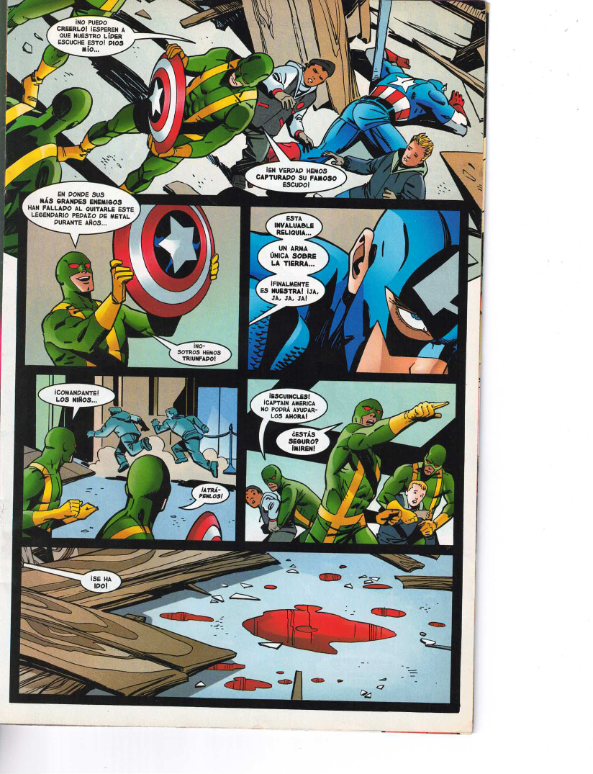 ¡NO PUEDO
CREERLO! ¡ESPEREN A
QUE NUESTRO LÍDER
ESCUCHE ESTO! DIOS
MÍO...
¡EN VERDAD HEMOS
CAPTURADO SU FAMOSO
ESCUDO!
EN DONDE SUS
MÁS GRANDES ENEMIGOS
HAN FALLADO AL QUITARLE ESTE
LEGENDARIO PEDAZO DE METAL
DURANTE AÑOS...
¡NO-
SOTROS HEMOS
TRIUNFADO!
ESTA
INVALUABLE
RELIQUIA...
UN ARMA
ÚNICA SOBRE
LA TIERRA...
¡FINALMENTE
ES NUESTRA! ¡JA,
JA, JA, JA!
¡COMANDANTE!
LOS NIÑOS...
¡ATRÁ-
PENLOS!
¡ESCUINCLES!
¡CAPTAIN AMERICA
NO PODRÁ AYUDAR-
LOS AHORA!
¿ESTÁS
SEGURO?
¡MIREN!
¡SE HA
IDO!